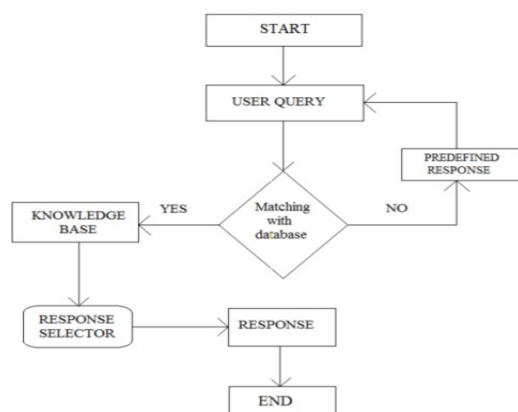 START
USER QUERY
PREDEFINED
RESPONSE
Matching
with
database
YES
NO
KNOWLEDGE
BASE
RESPONSE
SELECTOR
RESPONSE
END